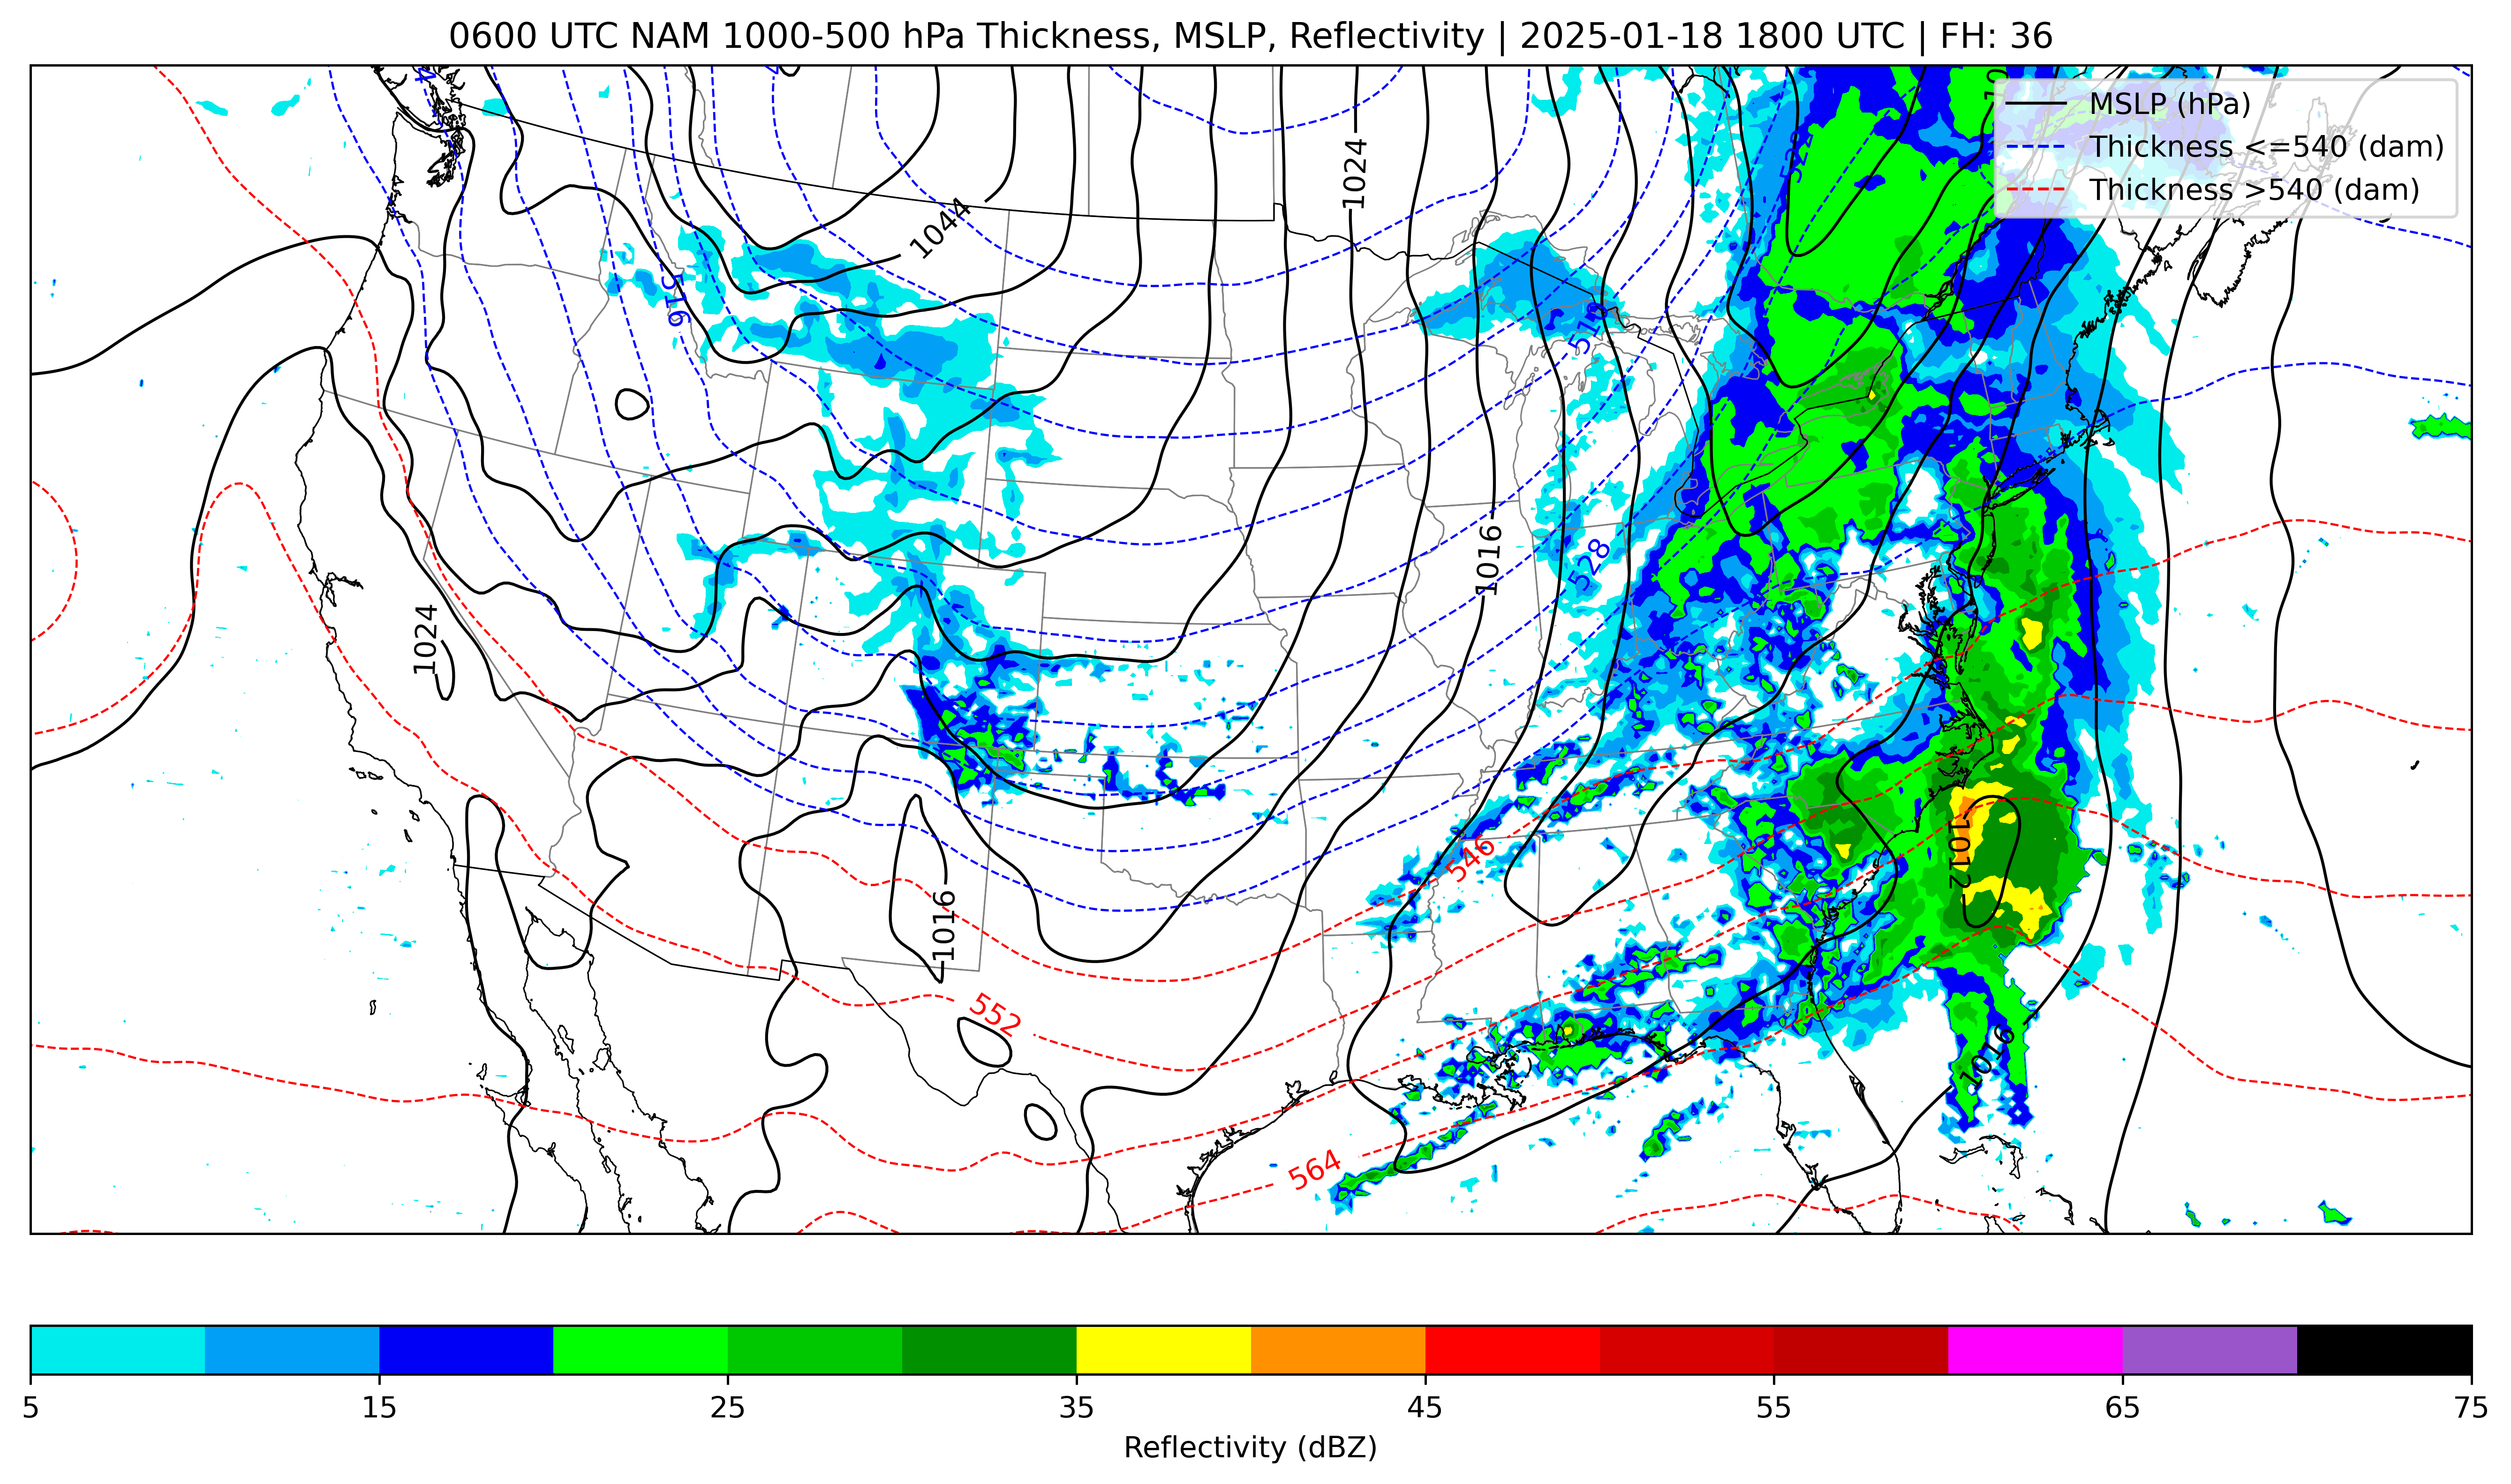 0600 UTC NAM 1000-500 hPa Thickness, MSLP, Reflectivity | 2025-01-18 1800 UTC | FH: 36
MSLP (hPa)
Thickness <=540 (dam)
Thickness >540 (dam)
1024
1044
516
510
1016
528
1024
546
1012
1016
552
1016
564
5 15 25 35 45 55 65 75
Reflectivity (dBZ)